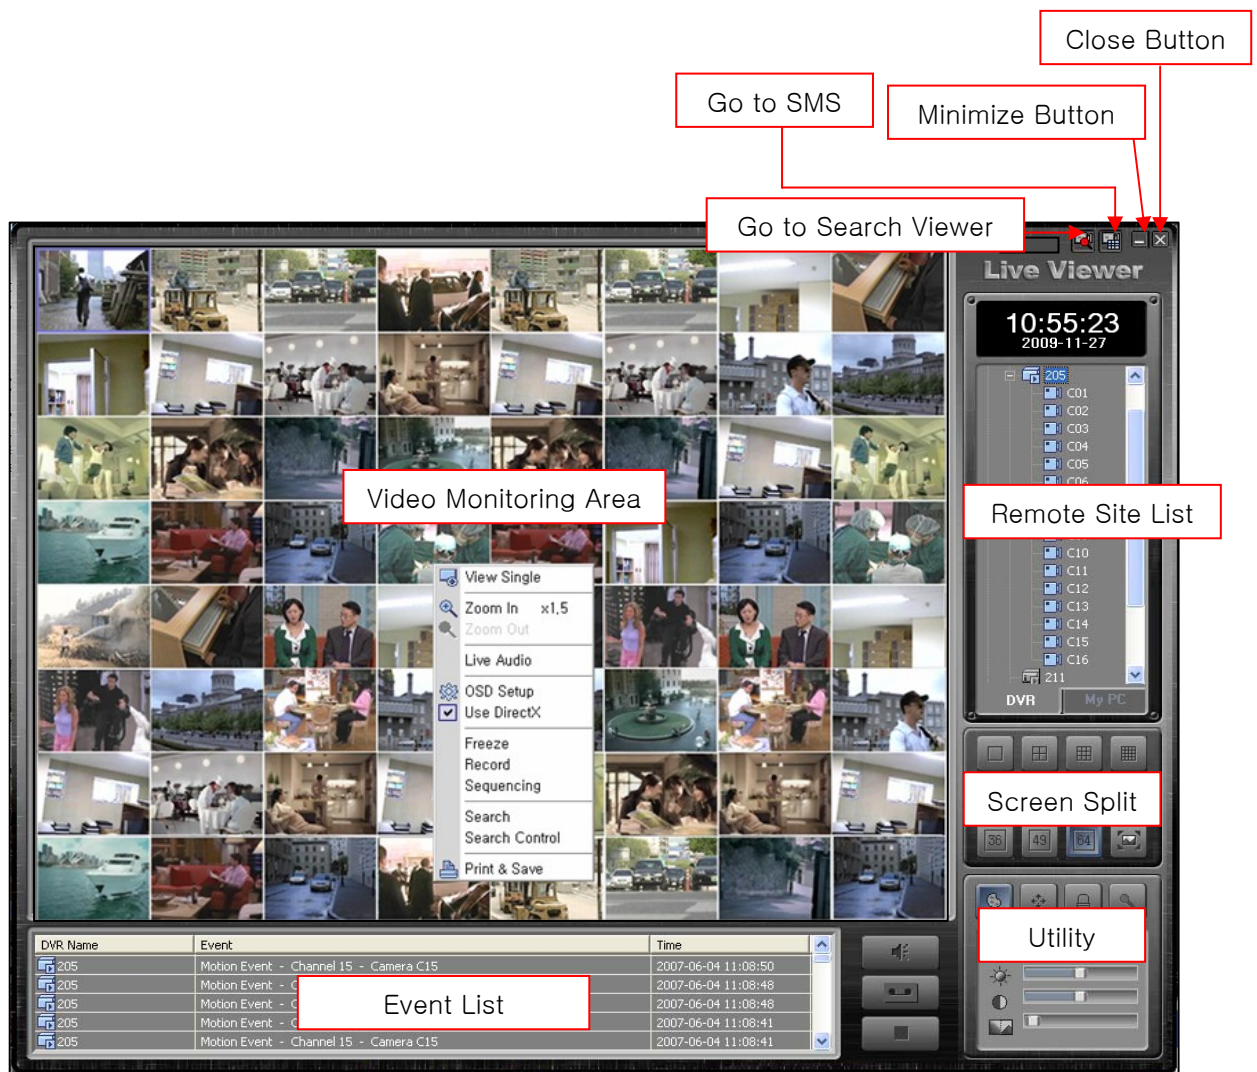 Close Button
Go to SMS
Minimize Button
Go to Search Viewer
Live Viewer
10:55:23
2009-11-27
205
C01
C02
C03
C04
C05
C06
Remote Site List
C10
C11
C12
C13
C14
C15
C16
211
DVR My PC
Video Monitoring Area
View Single
Zoom In x1,5
Zoom Out
Live Audio
OSD Setup
Use DirectX
Freeze
Record
Sequencing
Search
Search Control
Print & Save
Screen Split
36 49 64
Utility
DVR Name Event Time
205 Motion Event - Channel 15 - Camera C15 2007-06-04 11:08:50
205 Motion Event - C 2007-06-04 11:08:48
205 Motion Event - 2007-06-04 11:08:48
205 Motion Event - 2007-06-04 11:08:41
205 Motion Event - Channel 15 - Camera C15 2007-06-04 11:08:41
Event List